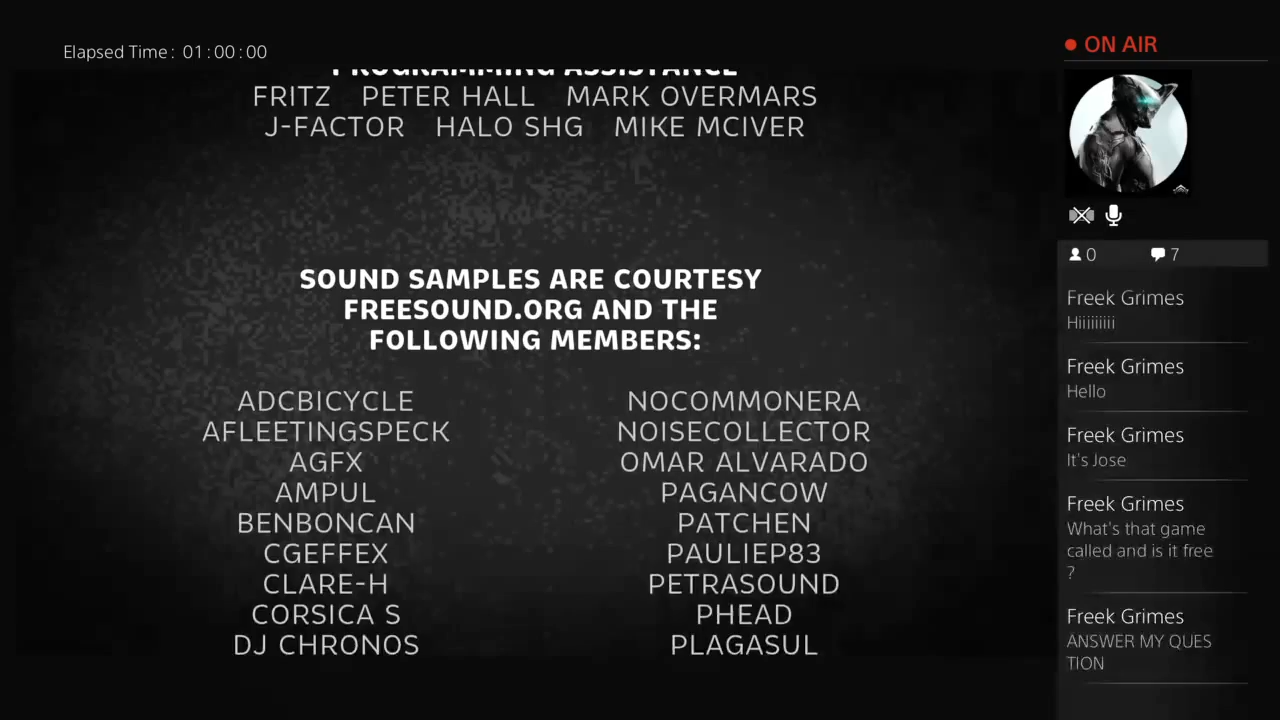 Elapsed Time: 01:00:00
ON AIR
PROGRAMMING ASSISTANCE
FRITZ PETER HALL MARK OVERMARS
J-FACTOR HALO SHG MIKE MCIVER
SOUND SAMPLES ARE COURTESY
FREESOUND.ORG AND THE
FOLLOWING MEMBERS:
ADCBICYCLE
AFLEETINGSPECK
AGFX
AMPUL
BENBONCAN
CGEFFEX
CLARE-H
CORSICA S
DJ CHRONOS
NOCOMMONERA
NOISECOLLECTOR
OMAR ALVARADO
PAGANCOW
PATCHEN
PAULIEP83
PETRASOUND
PHEAD
PLAGASUL
0 7
Freek Grimes
Hiiiiiiiii
Freek Grimes
Hello
Freek Grimes
It's Jose
Freek Grimes
What's that game
called and is it free
?
Freek Grimes
ANSWER MY QUES
TION